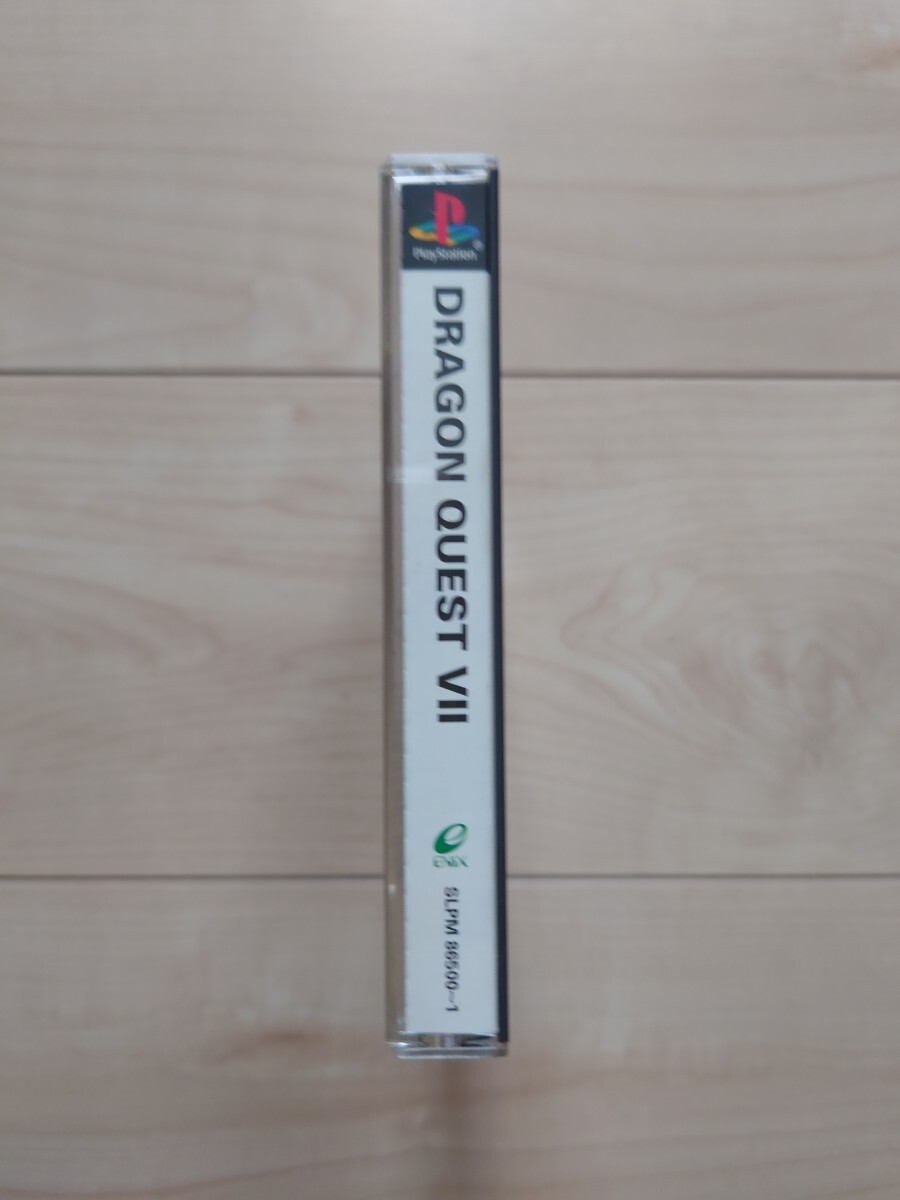 PlayStation
DRAGON QUEST VII
ENIX
SLPM 86500~1